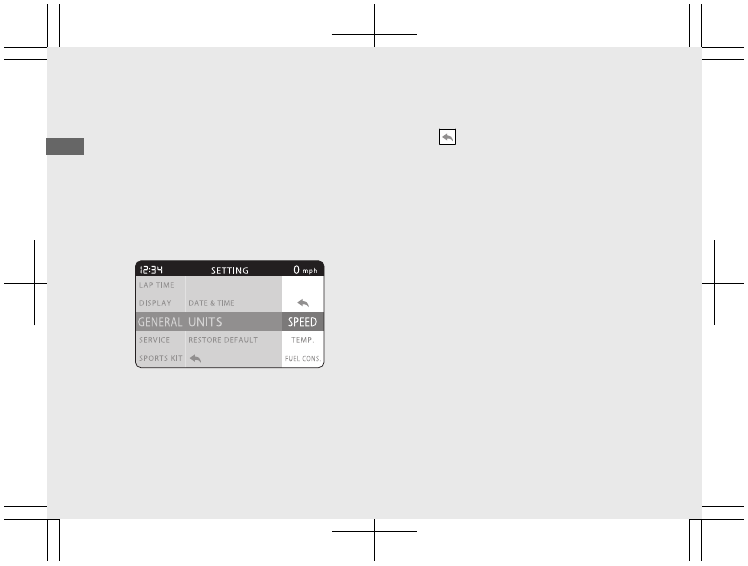 12:34 SETTING 0 mph
LAP TIME
DISPLAY DATE & TIME
GENERAL UNITS SPEED
SERVICE RESTORE DEFAULT TEMP.
SPORTS KIT FUEL CONS.